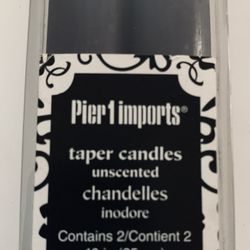 Pier 1 imports®
taper candles
unscented
chandelles
inodore
Contains 2/Contient 2